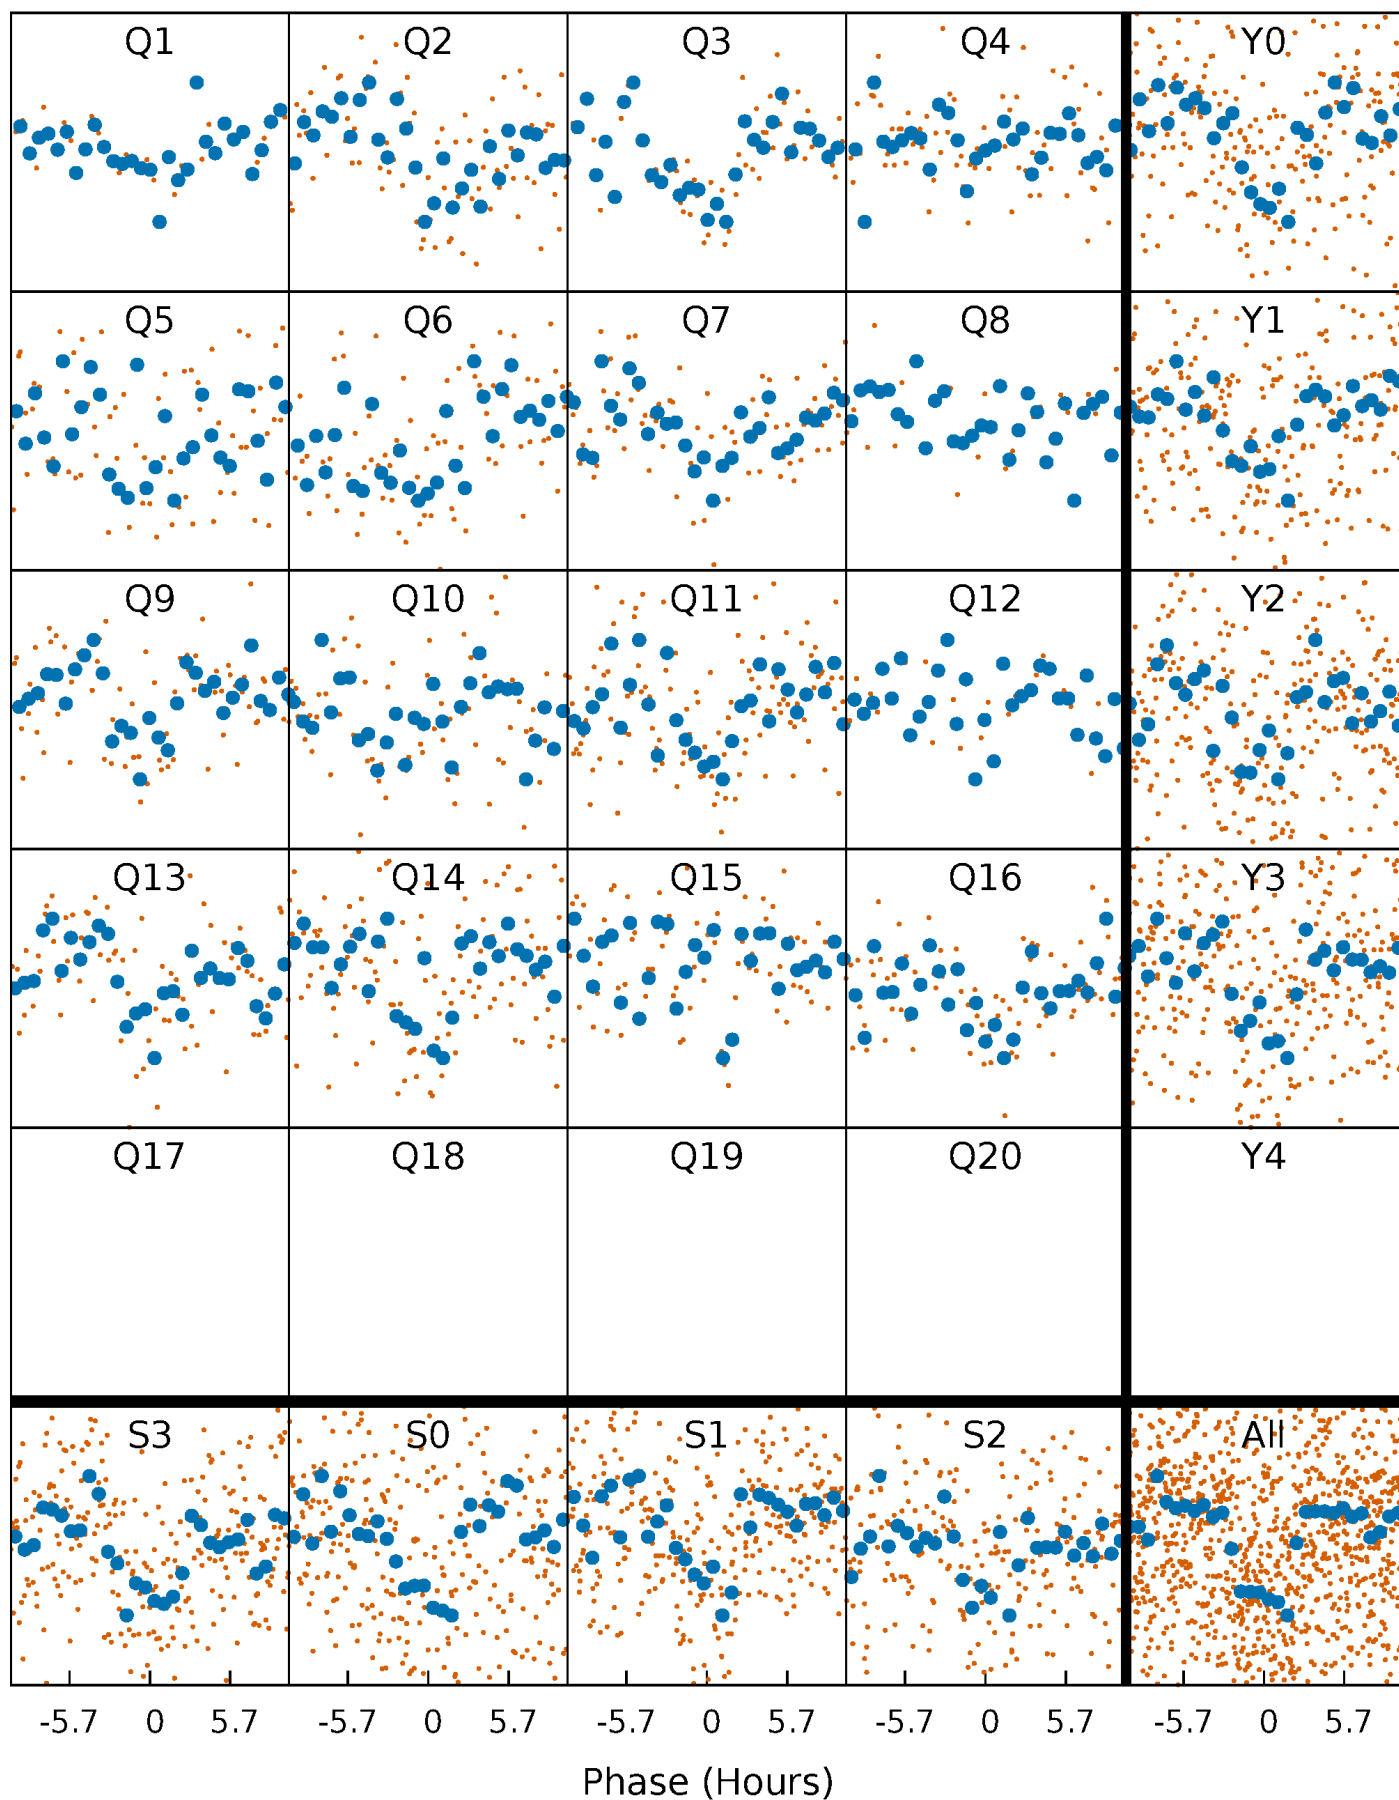 Q1 Q2 Q3 Q4 Y0
Q5 Q6 Q7 Q8 Y1
Q9 Q10 Q11 Q12 Y2
Q13 Q14 Q15 Q16 Y3
Q17 Q18 Q19 Q20 Y4
S3 S0 S1 S2 All
-5.7 0 5.7 -5.7 0 5.7 -5.7 0 5.7 -5.7 0 5.7 -5.7 0 5.7
Phase (Hours)